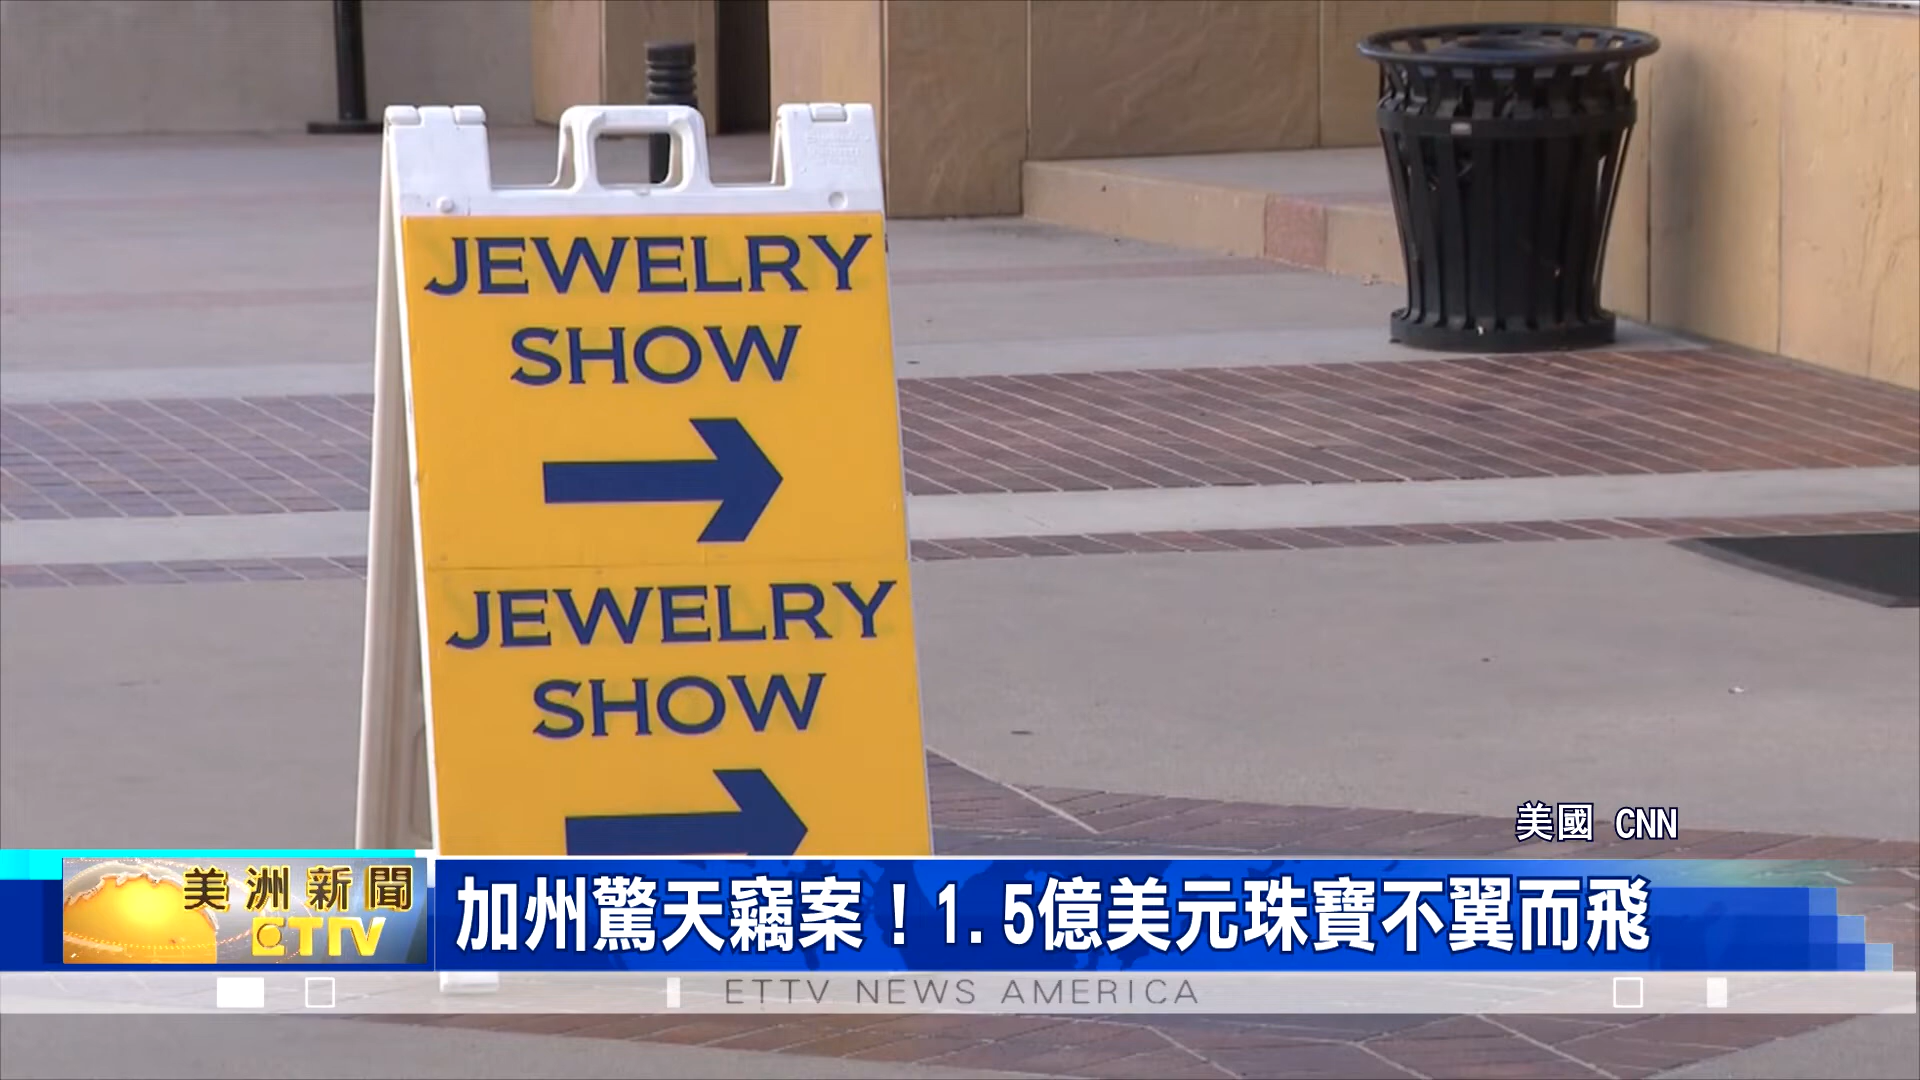 JEWELRY
SHOW
JEWELRY
SHOW
美國 CNN
美洲新聞
ETTV
加州驚天竊案！1.5億美元珠寶不翼而飛
ETTV NEWS AMERICA